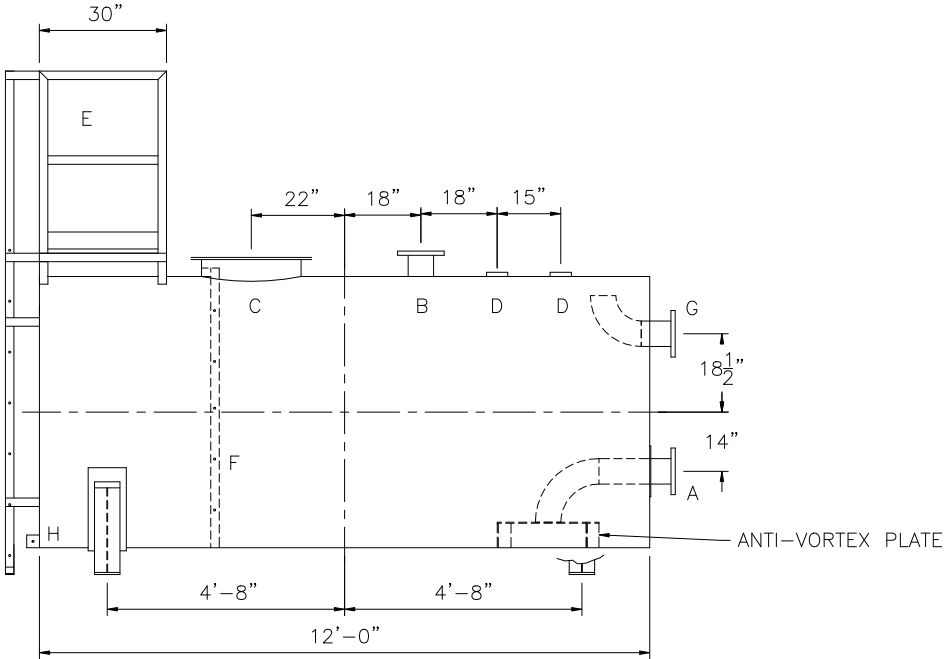 30”
E
22”
18”
18”
15”
C
B
D
D
G
18 1/2”
14”
F
A
H
ANTI–VORTEX PLATE
4’–8”
4’–8”
12’–0”